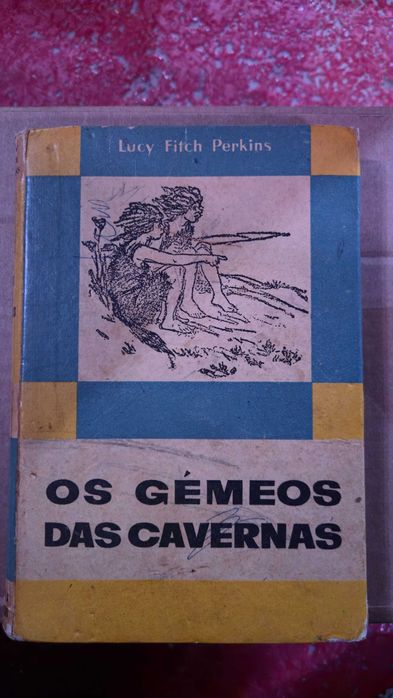 Lucy Fitch Perkins
OS GÉMEOS
DAS CAVERNAS